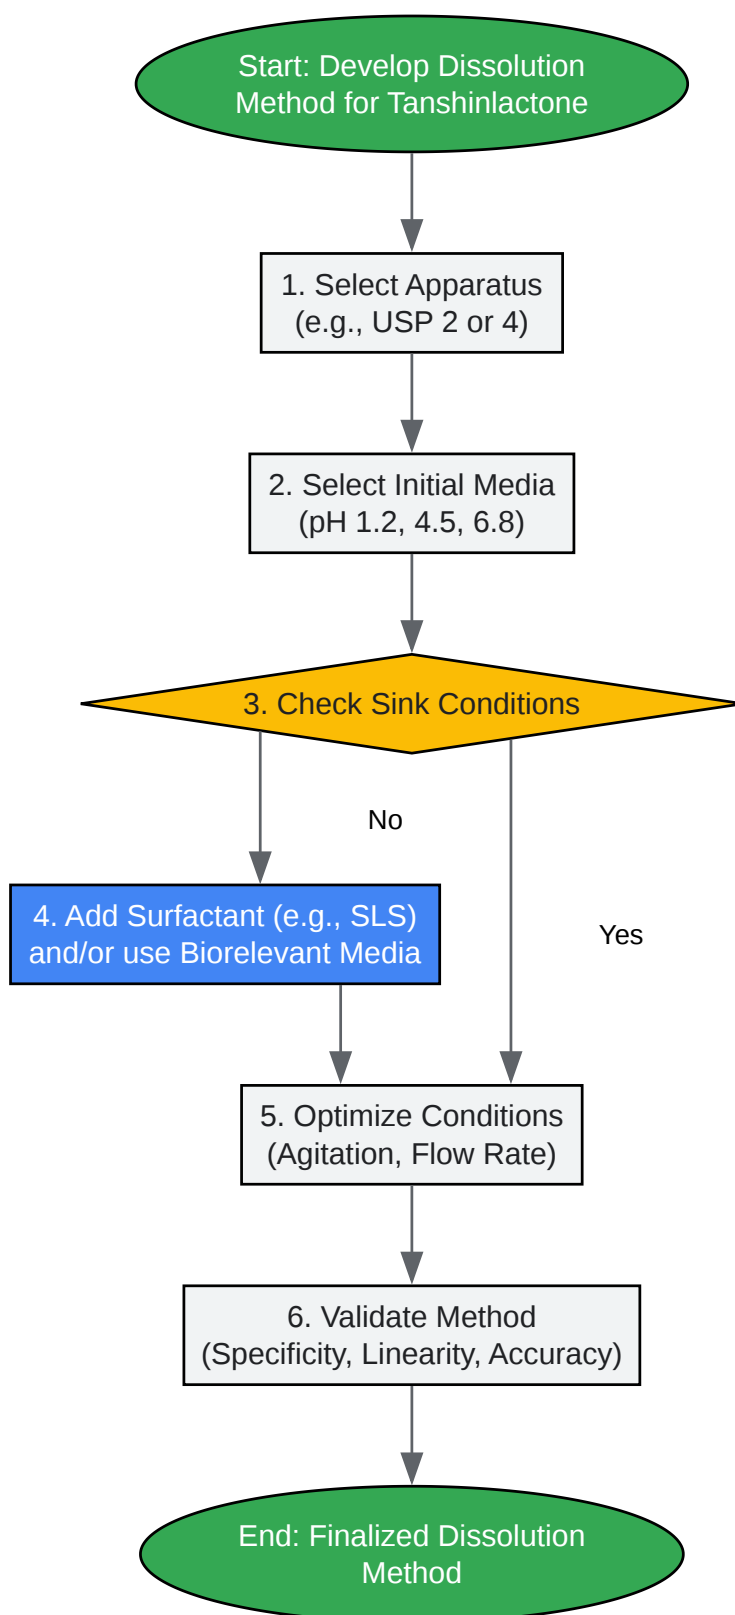 Start: Develop Dissolution
Method for Tanshinlactone
1. Select Apparatus
(e.g., USP 2 or 4)
2. Select Initial Media
(pH 1.2, 4.5, 6.8)
3. Check Sink Conditions
No
4. Add Surfactant (e.g., SLS)
and/or use Biorelevant Media
Yes
5. Optimize Conditions
(Agitation, Flow Rate)
6. Validate Method
(Specificity, Linearity, Accuracy)
End: Finalized Dissolution
Method